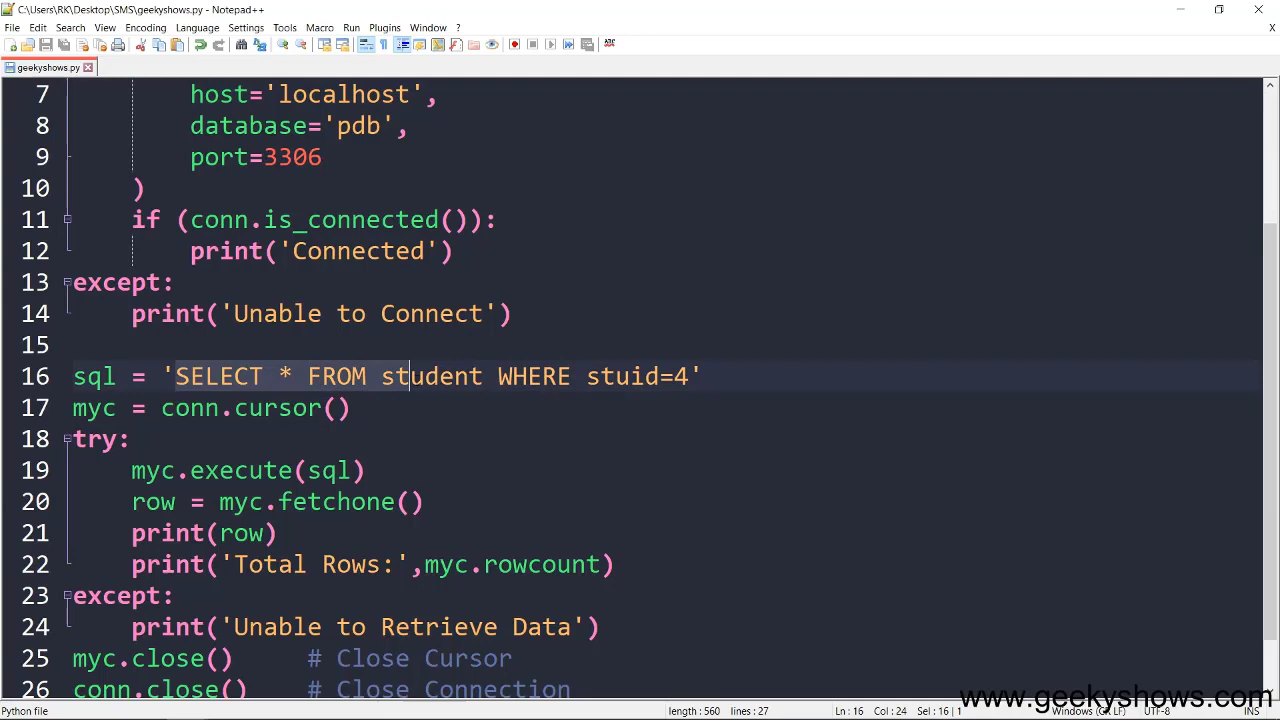 C:\Users\RK\Desktop\SMS\geekyshows.py - Notepad++
File Edit Search View Encoding Language Settings Tools Macro Run Plugins Window ? X
geekyshows.py
7 host='localhost',
8 database='pdb',
9 port=3306
10 )
11 if (conn.is_connected()):
12 print('Connected')
13 except:
14 print('Unable to Connect')
15
16 sql = 'SELECT * FROM student WHERE stuid=4'
17 myc = conn.cursor()
18 try:
19 myc.execute(sql)
20 row = myc.fetchone()
21 print(row)
22 print('Total Rows:',myc.rowcount)
23 except:
24 print('Unable to Retrieve Data')
25 myc.close() # Close Cursor
26 conn.close() # Close Connection
www.geekyshows.com
Python file length : 560 lines : 27 Ln : 16 Col : 24 Sel : 16 | 1 Windows (CR LF) UTF-8 INS